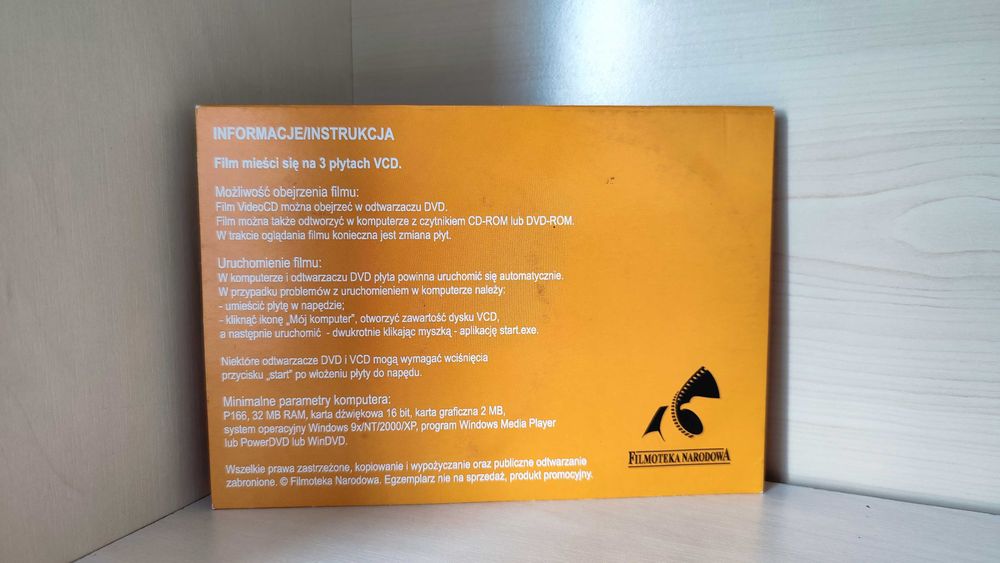 INFORMACJE/INSTRUKCJA
Film mieści się na 3 płytach VCD.
Możliwość obejrzenia filmu:
Film VideoCD można obejrzeć w odtwarzaczu DVD.
Film można także odtworzyć w komputerze z czytnikiem CD-ROM lub DVD-ROM.
W trakcie oglądania filmu konieczna jest zmiana płyt.
Uruchomienie filmu:
W komputerze i odtwarzaczu DVD płyta powinna uruchomić się automatycznie.
W przypadku problemów z uruchomieniem w komputerze należy:
- umieścić płytę w napędzie;
- kliknąć ikonę „Mój komputer”, otworzyć zawartość dysku VCD,
a następnie uruchomić - dwukrotnie klikając myszką - aplikację start.exe.
Niektóre odtwarzacze DVD i VCD mogą wymagać wciśnięcia
przycisku „start” po włożeniu płyty do napędu.
Minimalne parametry komputera:
P166, 32 MB RAM, karta dźwiękowa 16 bit, karta graficzna 2 MB,
system operacyjny Windows 9x/NT/2000/XP, program Windows Media Player
lub PowerDVD lub WinDVD.
Wszelkie prawa zastrzeżone, kopiowanie i wypożyczanie oraz publiczne odtwarzanie
zabronione. © Filmoteka Narodowa. Egzemplarz nie na sprzedaż, produkt promocyjny.
FILMOTEKA NARODOWA